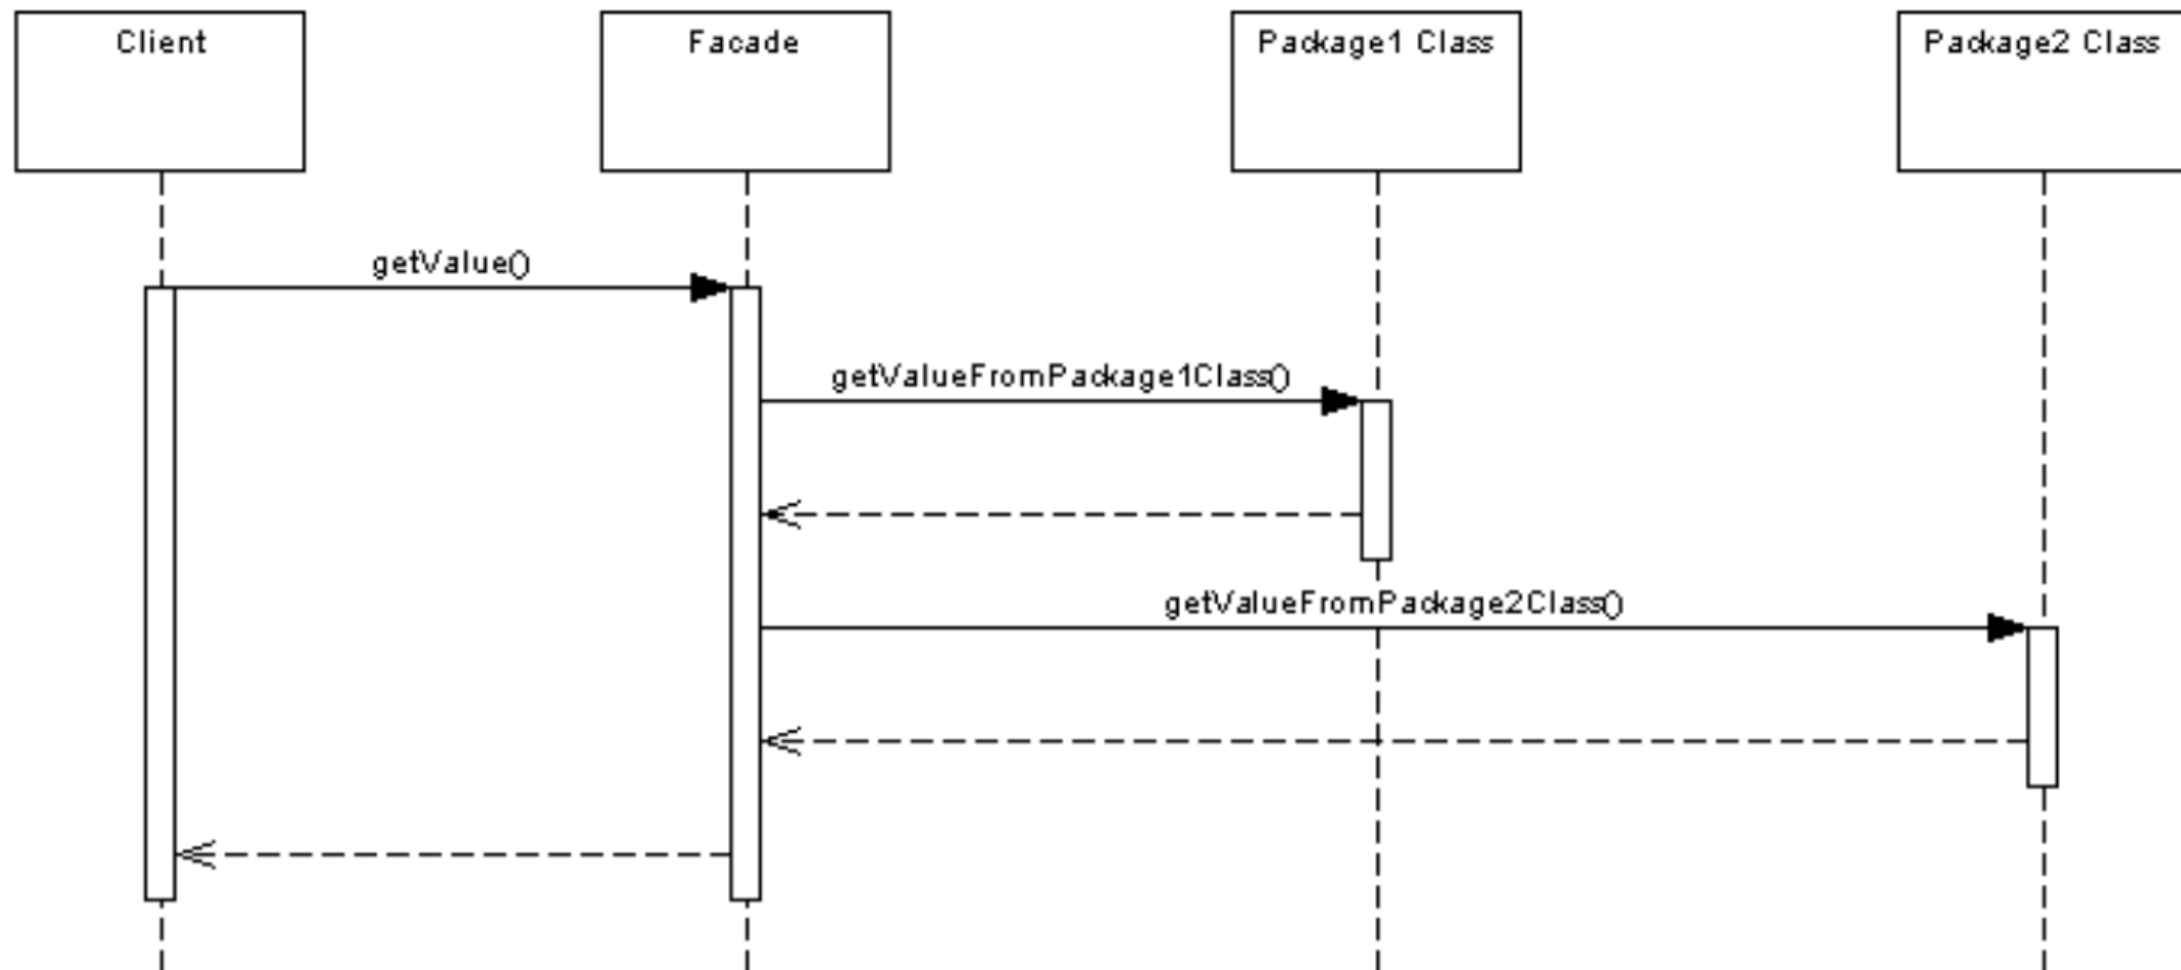 Client
Facade
Package1 Class
Package2 Class
getValue()
getValueFromPackage1Class()
getValueFromPackage2Class()